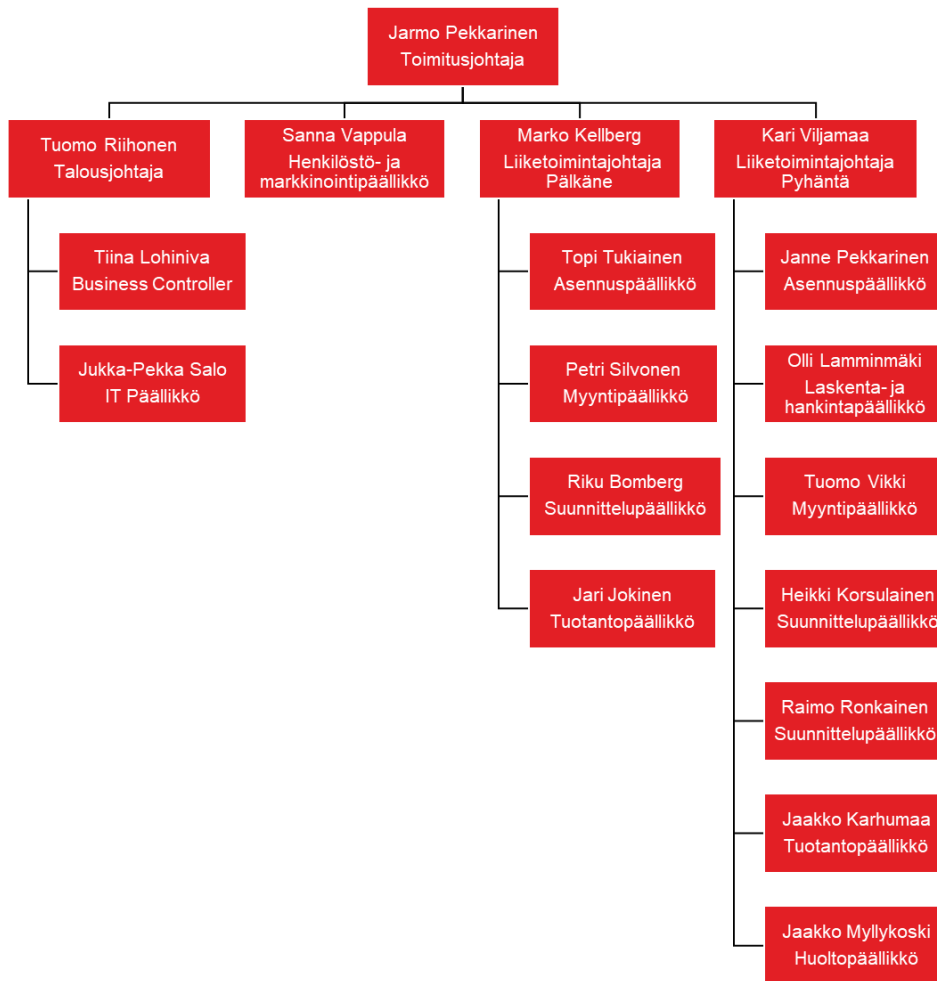 Jarmo Pekkarinen
Toimitusjohtaja
Tuomo Riihonen
Talousjohtaja
Tiina Lohiniva
Business Controller
Jukka-Pekka Salo
IT Päällikkö
Sanna Vappula
Henkilöstö- ja
markkinointipäällikkö
Marko Kellberg
Liiketoimintajohtaja
Pälkäne
Topi Tukiainen
Asennuspäällikkö
Petri Silvonen
Myyntipäällikkö
Riku Bomberg
Suunnittelupäällikkö
Jari Jokinen
Tuotantopäällikkö
Kari Viljamaa
Liiketoimintajohtaja
Pyhäntä
Janne Pekkarinen
Asennuspäällikkö
Olli Lamminmäki
Laskenta- ja
hankintapäällikkö
Tuomo Vikki
Myyntipäällikkö
Heikki Korsulainen
Suunnittelupäällikkö
Raimo Ronkainen
Suunnittelupäällikkö
Jaakko Karhumaa
Tuotantopäällikkö
Jaakko Myllykoski
Huoltopäällikkö